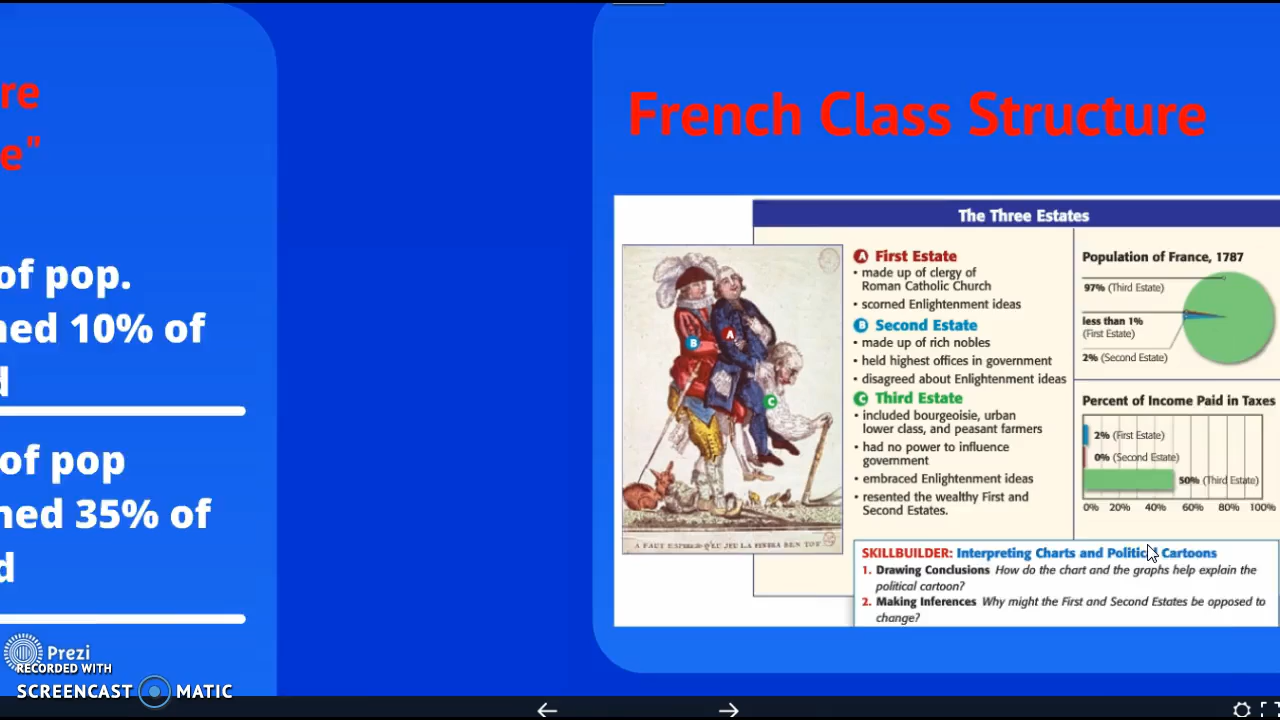 re
e"
of pop.
ned 10% of
d
of pop
ned 35% of
d
French Class Structure
The Three Estates
A First Estate
• made up of clergy of
Roman Catholic Church
• scorned Enlightenment ideas
B Second Estate
• made up of rich nobles
• held highest offices in government
• disagreed about Enlightenment ideas
C Third Estate
• included bourgeoisie, urban
lower class, and peasant farmers
• had no power to influence
government
• embraced Enlightenment ideas
• resented the wealthy First and
Second Estates.
B
A
C
Population of France, 1787
97% (Third Estate)
less than 1%
(First Estate)
2% (Second Estate)
Percent of Income Paid in Taxes
2% (First Estate)
0% (Second Estate)
50% (Third Estate)
0% 20% 40% 60% 80% 100%
SKILLBUILDER: Interpreting Charts and Political Cartoons
1. Drawing Conclusions How do the chart and the graphs help explain the
political cartoon?
2. Making Inferences Why might the First and Second Estates be opposed to
change?
Prezi
RECORDED WITH
SCREENCAST MATIC